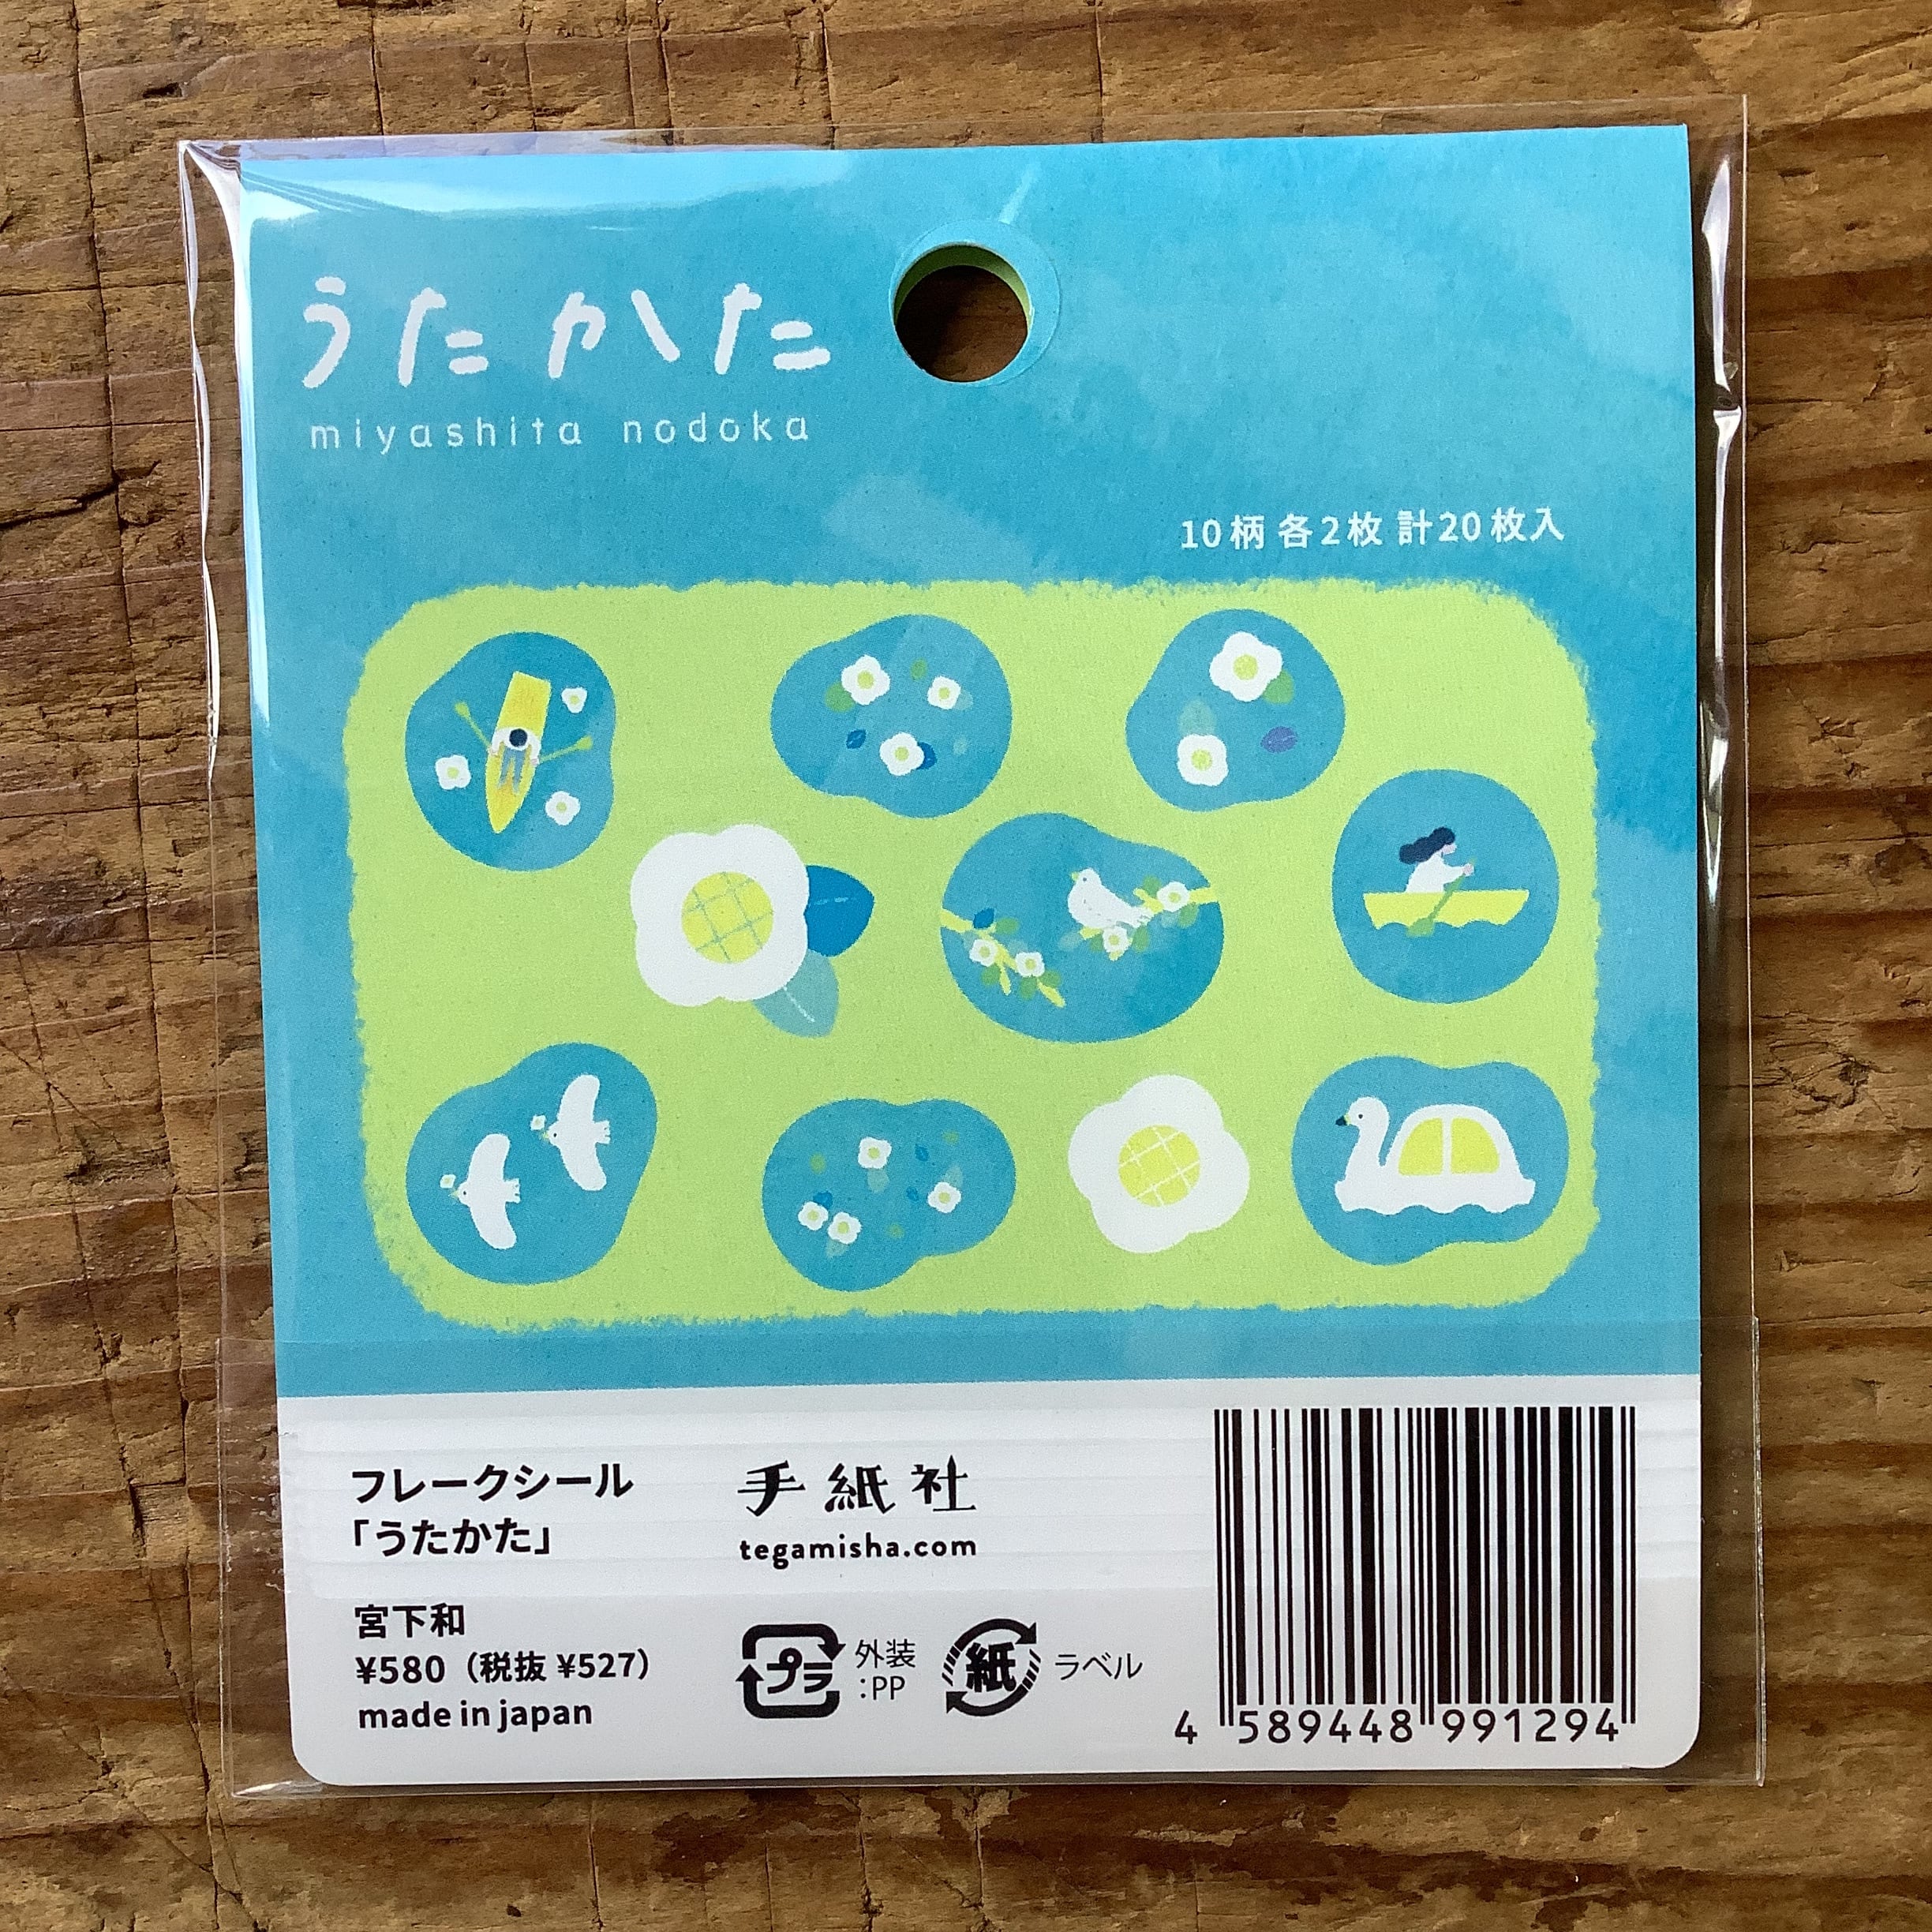 うたかた
miyashita nodoka
10柄 各2枚 計20枚入
フレークシール
「うたかた」
宮下和
¥580（税抜 ¥527）
made in japan
手紙社
tegamisha.com
プラ
外装
:PP
紙
ラベル
4 589448 991294